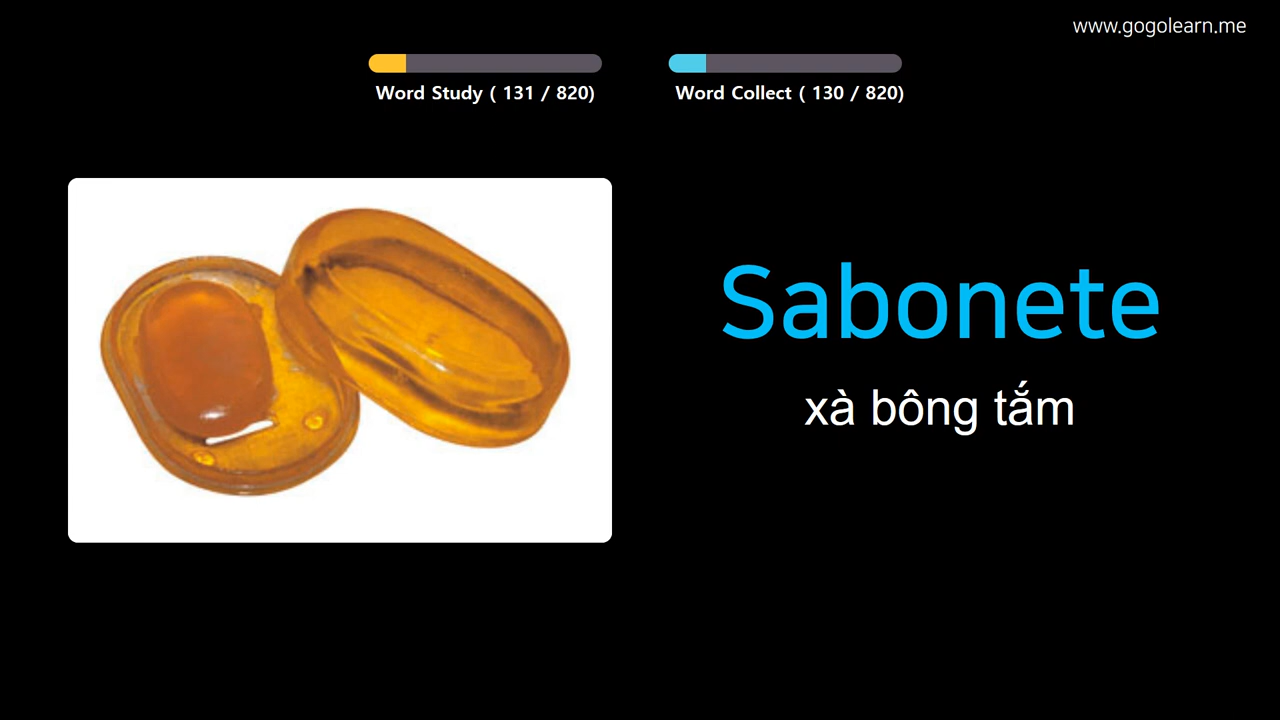 www.gogolearn.me
Word Study ( 131 / 820)
Word Collect ( 130 / 820)
Sabonete
xà bông tắm